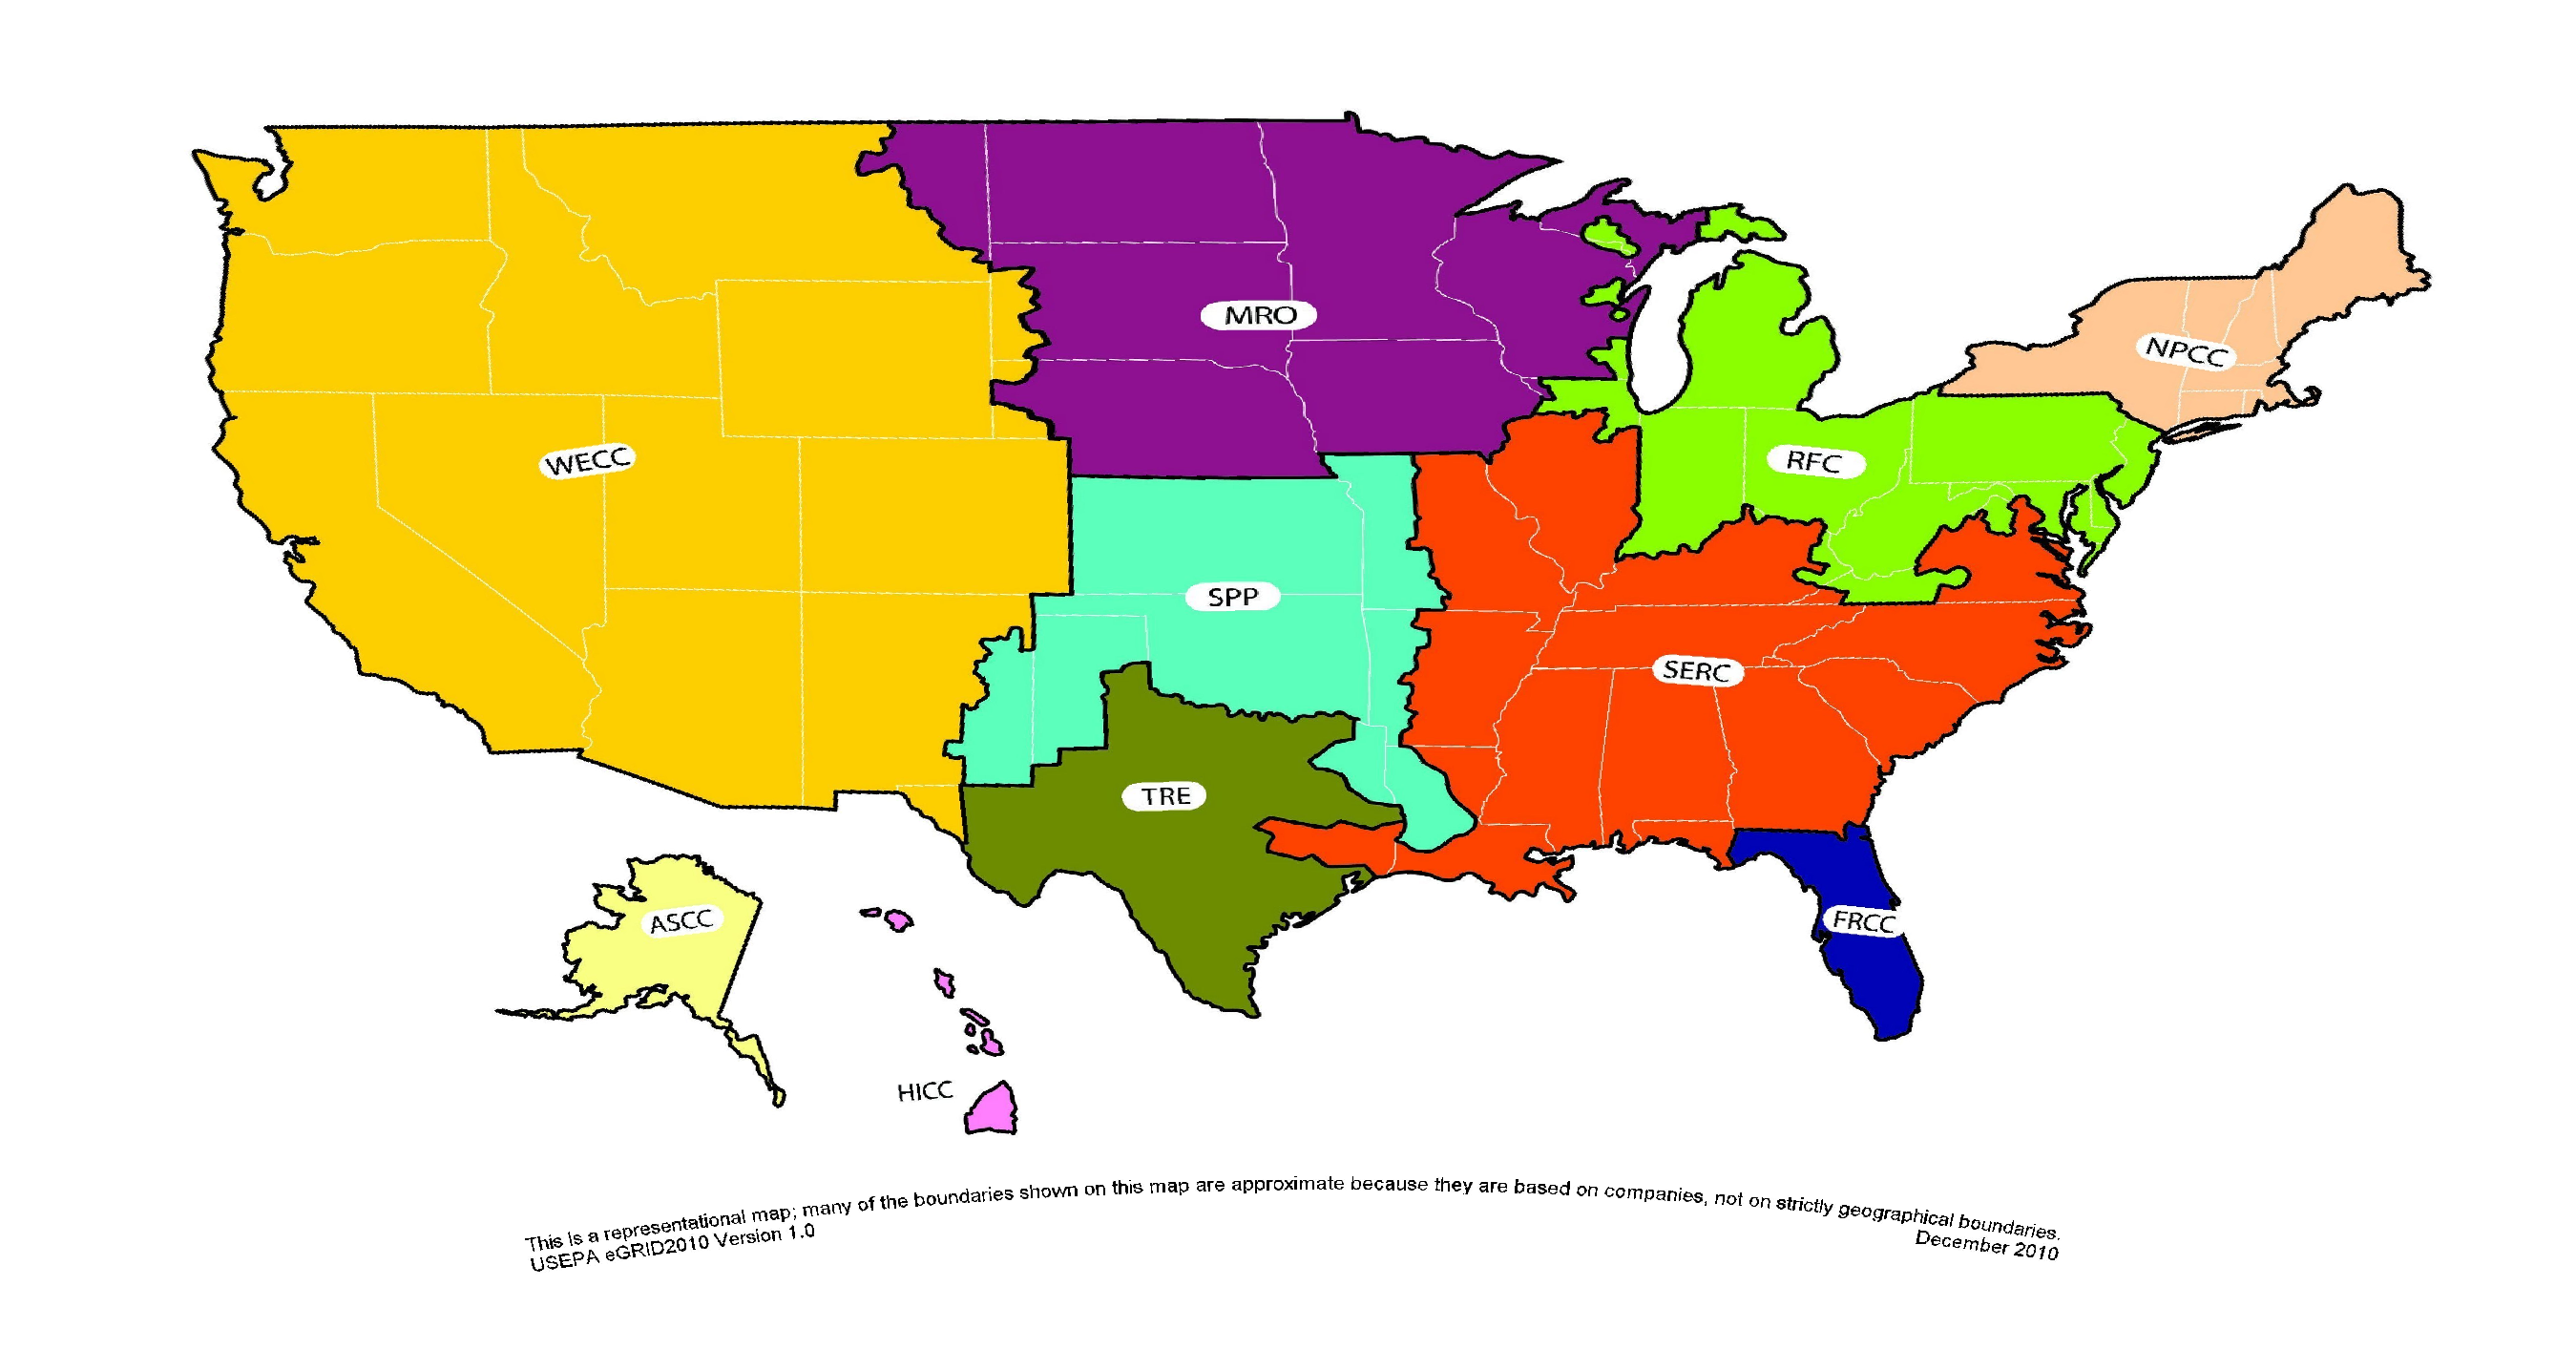 MRO
NPCC
WECC
RFC
SPP
SERC
TRE
ASCC
FRCC
HICC
This is a representational map; many of the boundaries shown on this map are approximate because they are based on companies, not on strictly geographical boundaries.
USEPA eGRID2010 Version 1.0
December 2010